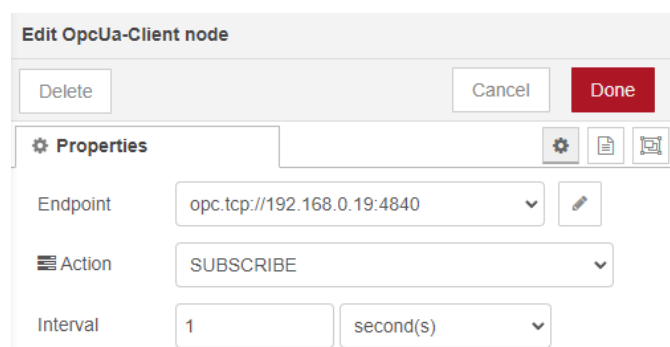 Edit OpcUa-Client node
Delete Cancel Done
Properties
Endpoint opc.tcp://192.168.0.19:4840
Action SUBSCRIBE
Interval 1 second(s)